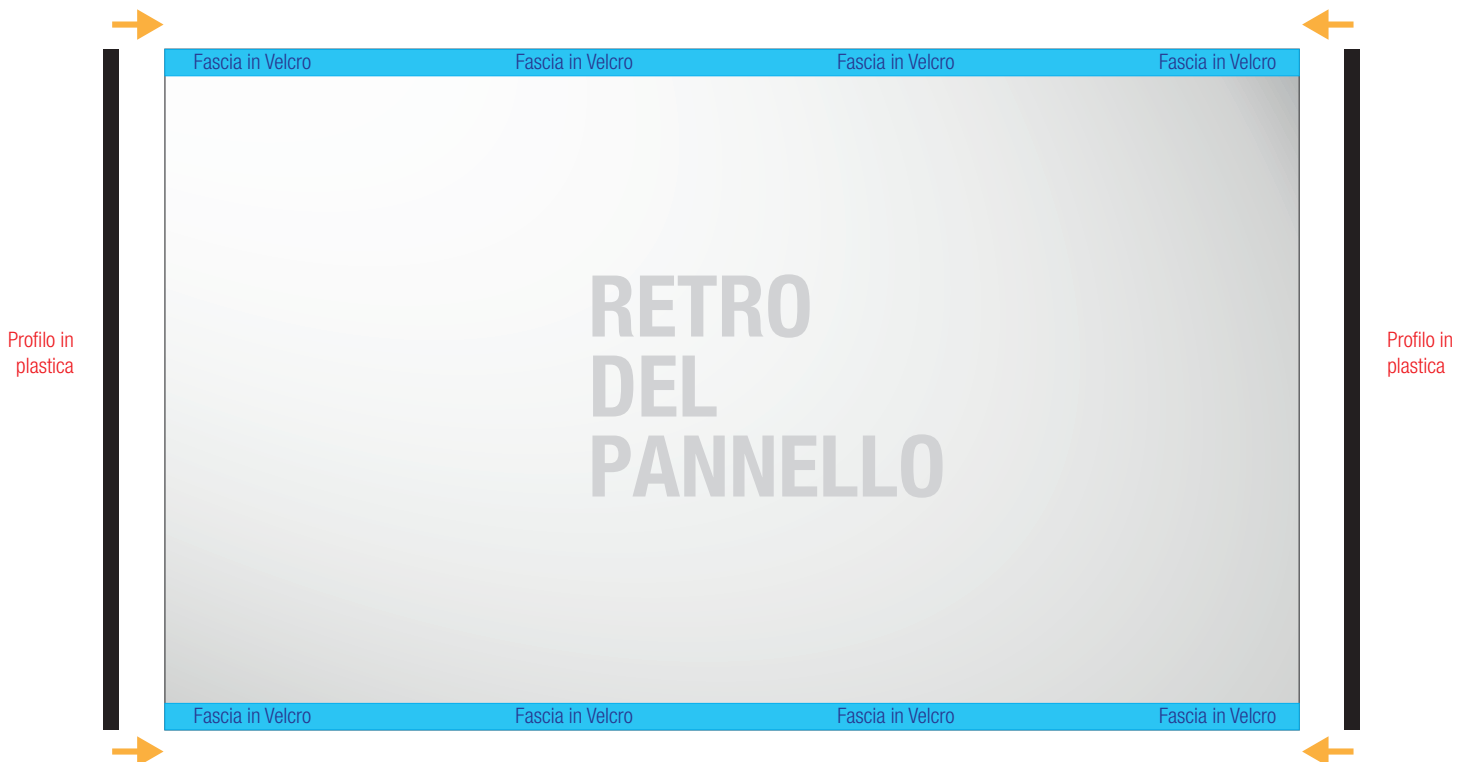 Fascia in Velcro Fascia in Velcro Fascia in Velcro Fascia in Velcro
RETRO
DEL
PANNELLO
Profilo in
plastica
Profilo in
plastica
Fascia in Velcro Fascia in Velcro Fascia in Velcro Fascia in Velcro